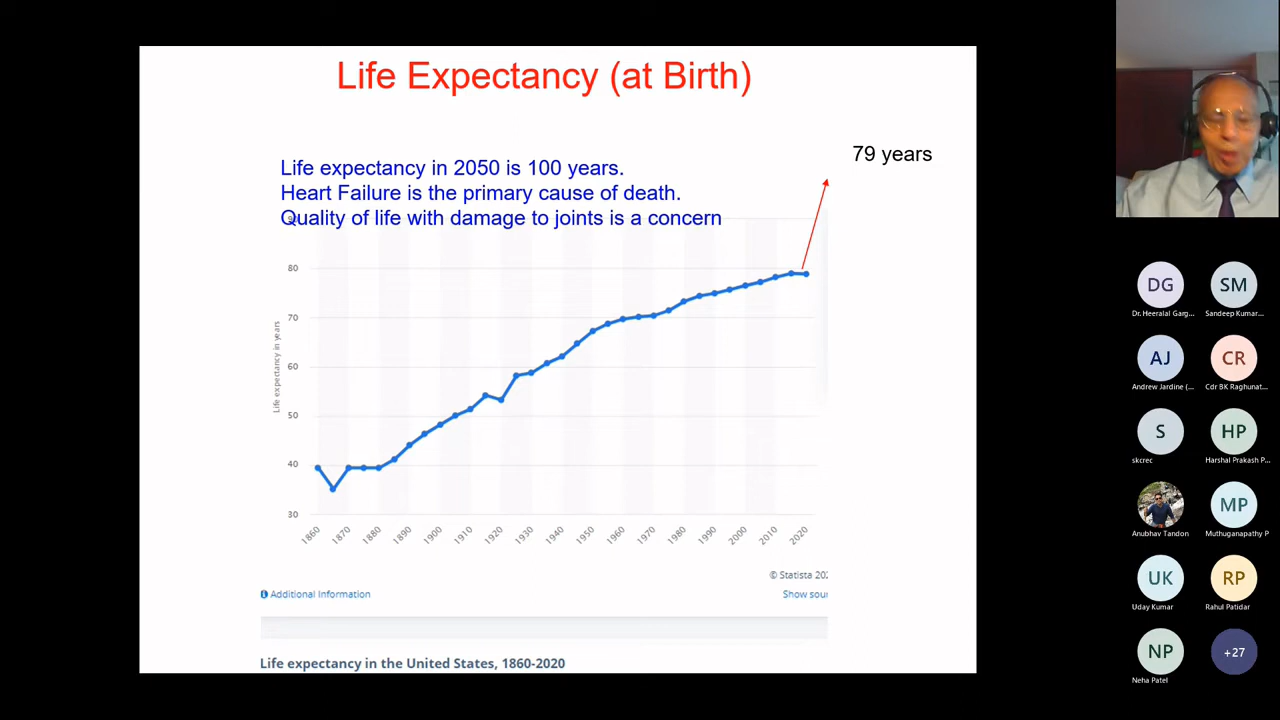 Life Expectancy (at Birth)
79 years
Life expectancy in 2050 is 100 years.
Heart Failure is the primary cause of death.
Quality of life with damage to joints is a concern
80
70
60
50
40
30
Life expectancy in years
1860
1870
1880
1890
1900
1910
1920
1930
1940
1950
1960
1970
1980
1990
2000
2010
2020
© Statista 202
Additional Information
Show sour
Life expectancy in the United States, 1860-2020
DG
SM
Dr. Heeralal Garg...
Sandeep Kumar...
AJ
CR
Andrew Jardine (...
Cdr BK Raghunat...
S
HP
skcrec
Harshal Prakash P...
MP
Anubhav Tandon
Muthuganapathy P
UK
RP
Uday Kumar
Rahul Patidar
NP
+27
Neha Patel